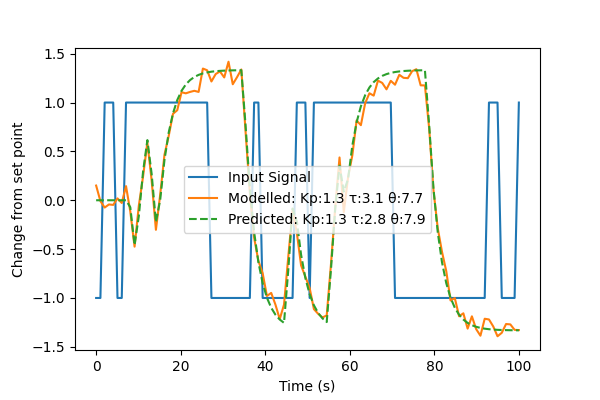 1.5
1.0
0.5
0.0
−0.5
−1.0
−1.5
Change from set point
Input Signal
Modelled: Kp:1.3 τ:3.1 θ:7.7
Predicted: Kp:1.3 τ:2.8 θ:7.9
0
20
40
60
80
100
Time (s)